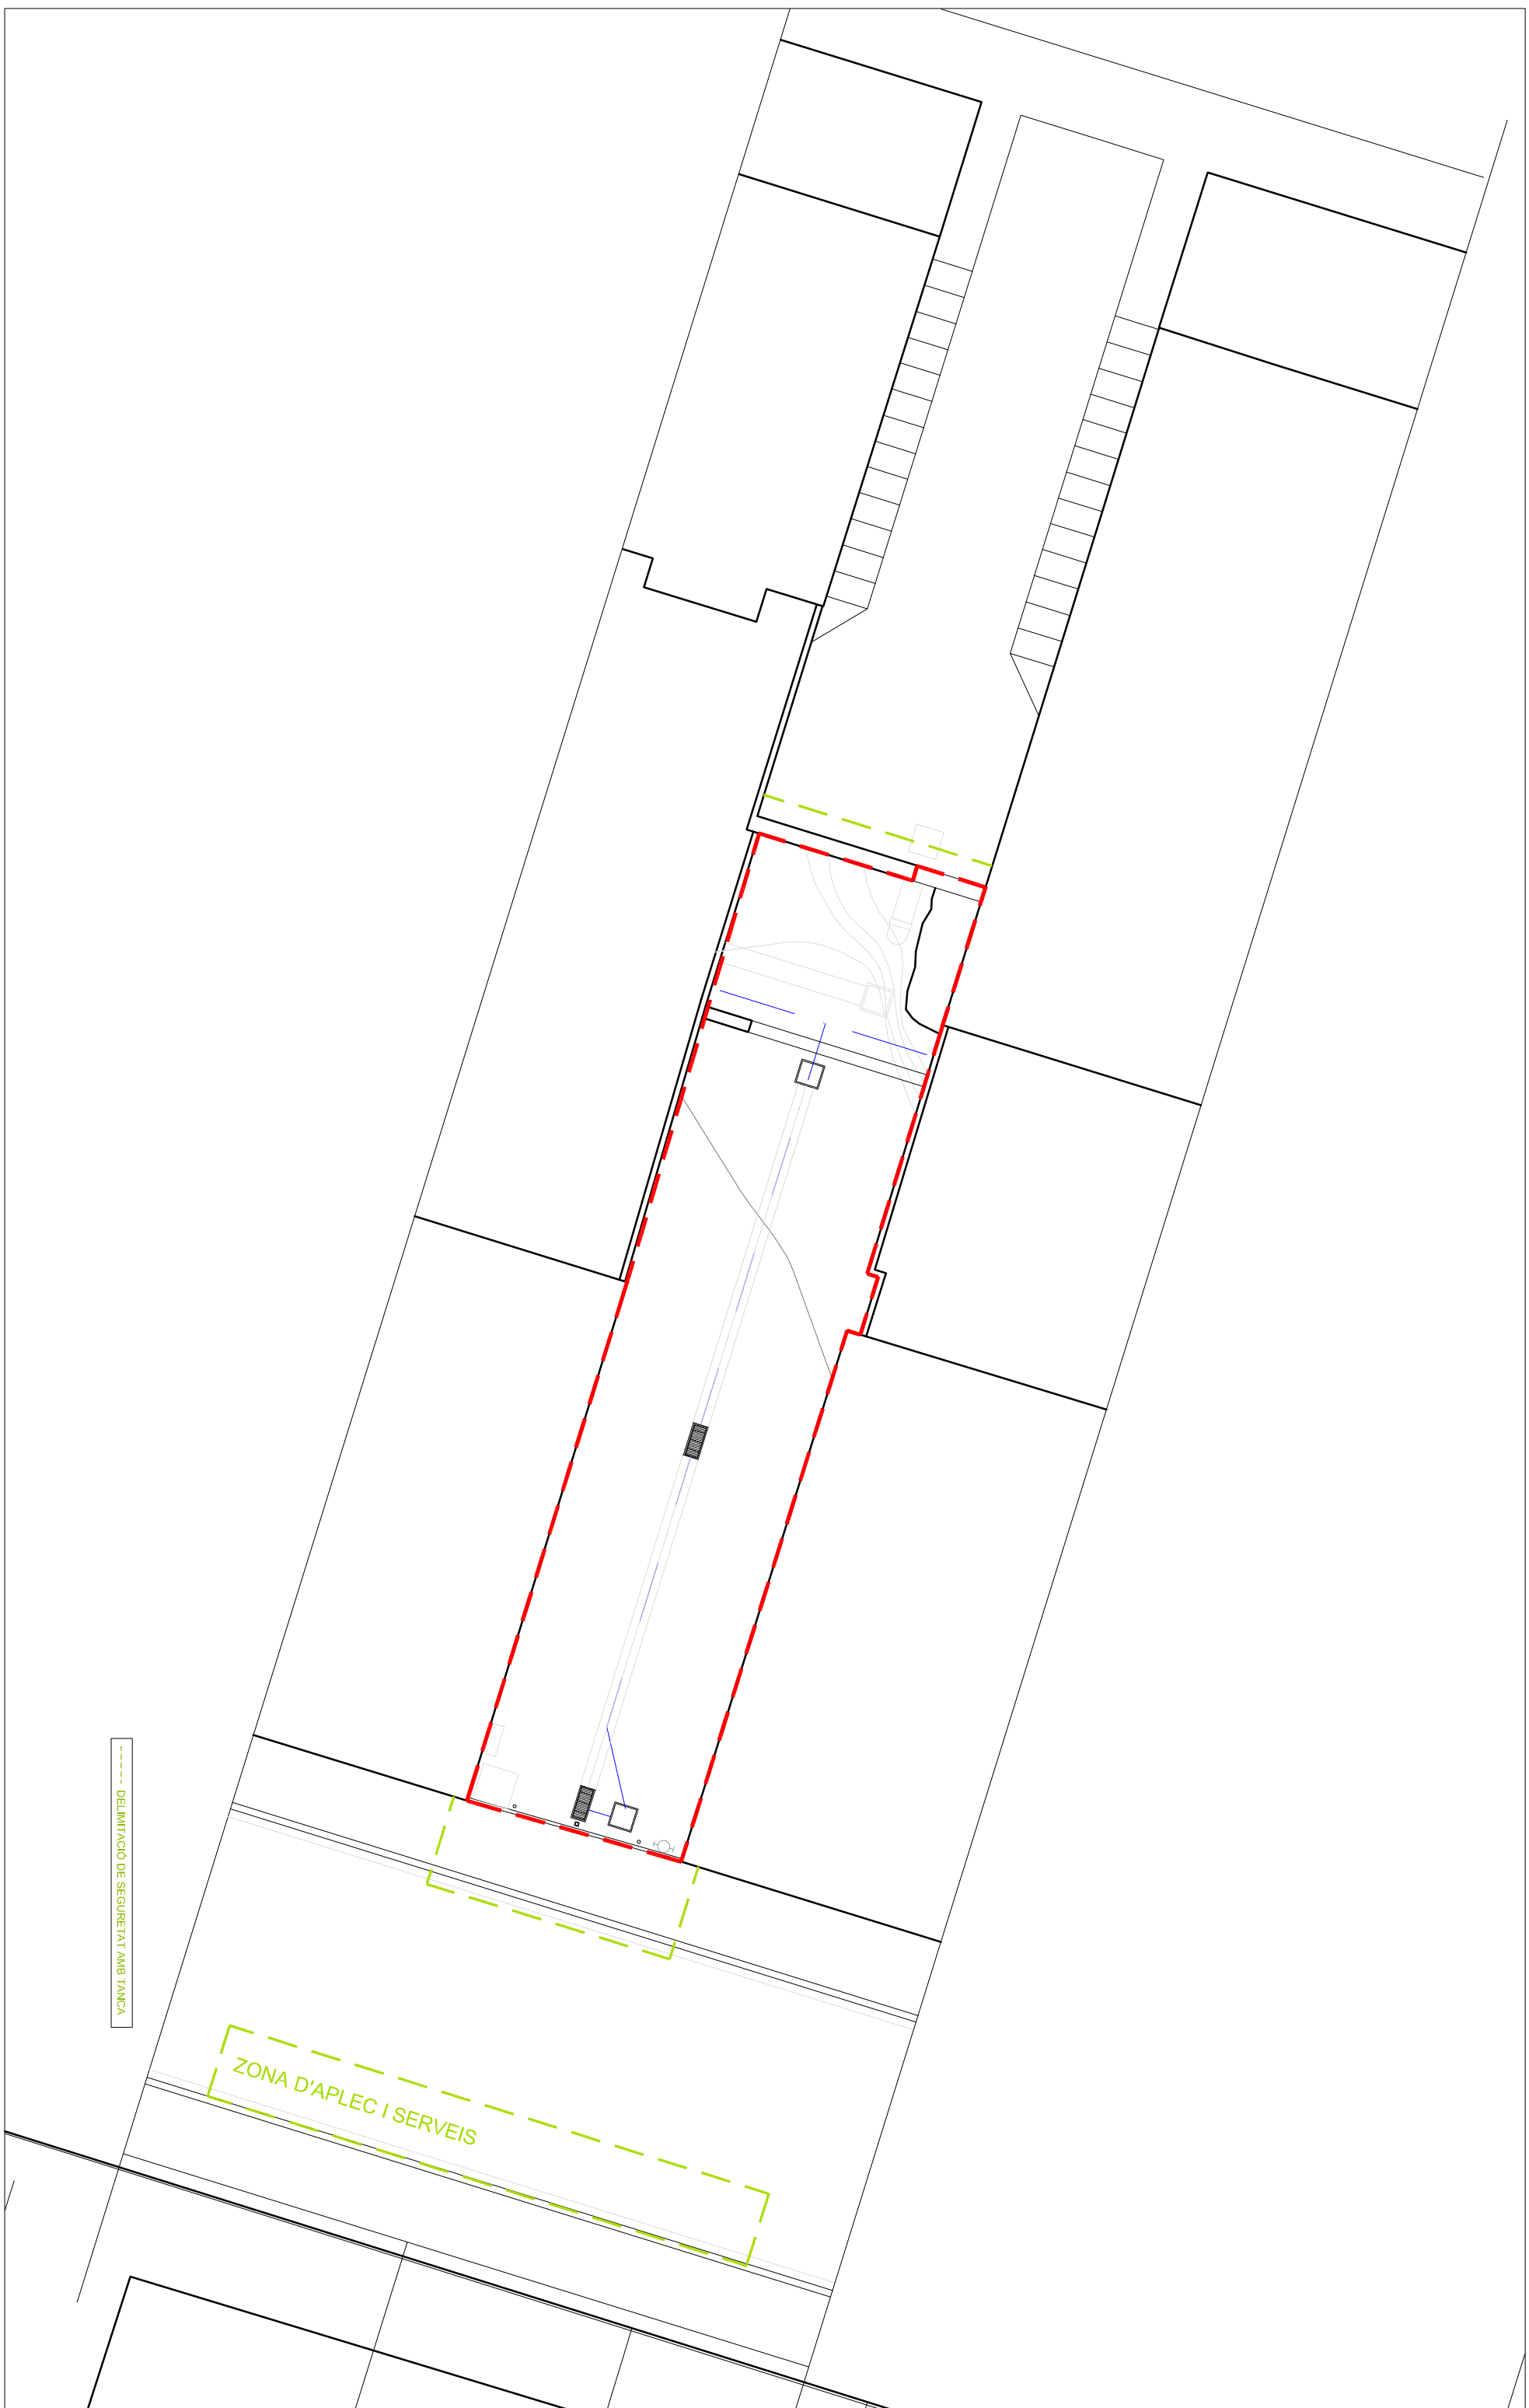 ZONA D'APLEC I SERVEIS
----- DELIMITACIÓ DE SEGURETAT AMB TANCA